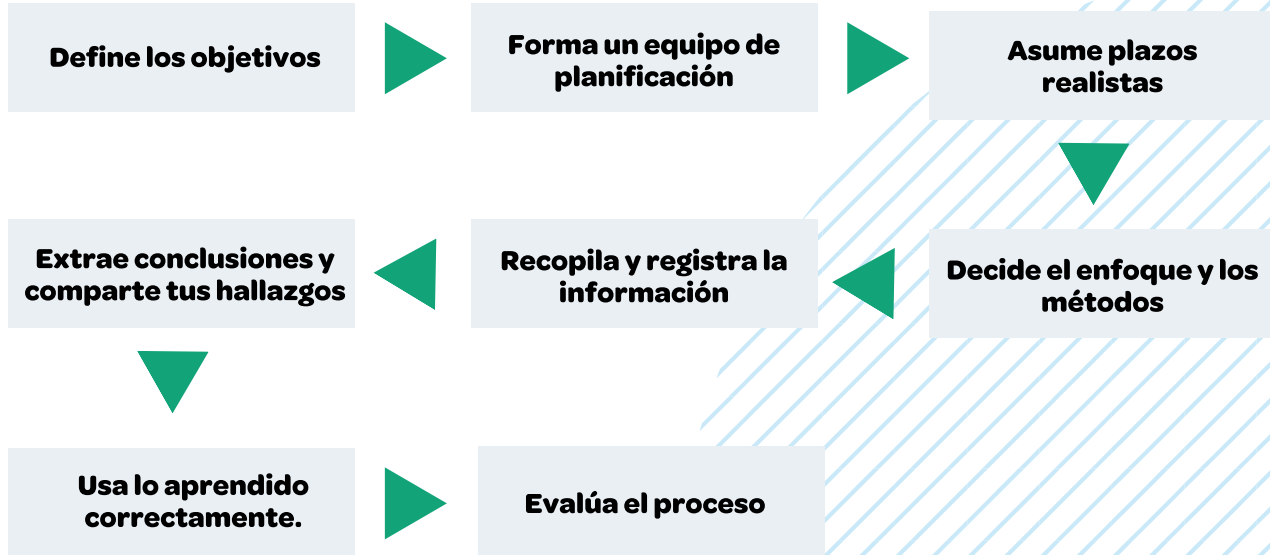 Define los objetivos
Forma un equipo de
planificación
Asume plazos
realistas
Decide el enfoque y los
métodos
Recopila y registra la
información
Extrae conclusiones y
comparte tus hallazgos
Usa lo aprendido
correctamente.
Evalúa el proceso